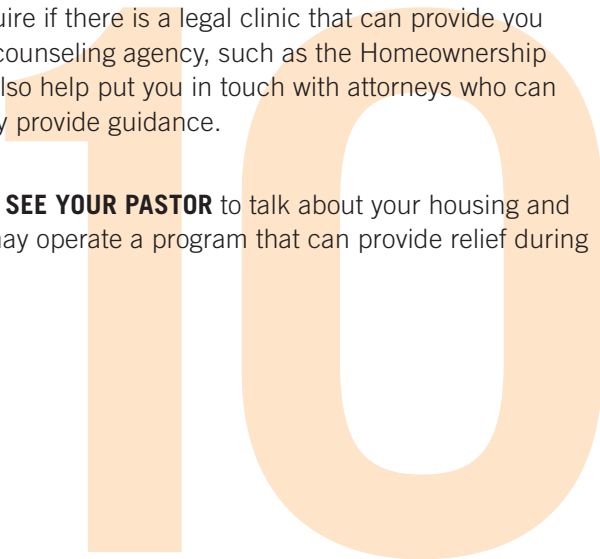 uire if there is a legal clinic that can provide you
counseling agency, such as the Homeownership
lso help put you in touch with attorneys who can
y provide guidance.
SEE YOUR PASTOR to talk about your housing and
may operate a program that can provide relief during
10